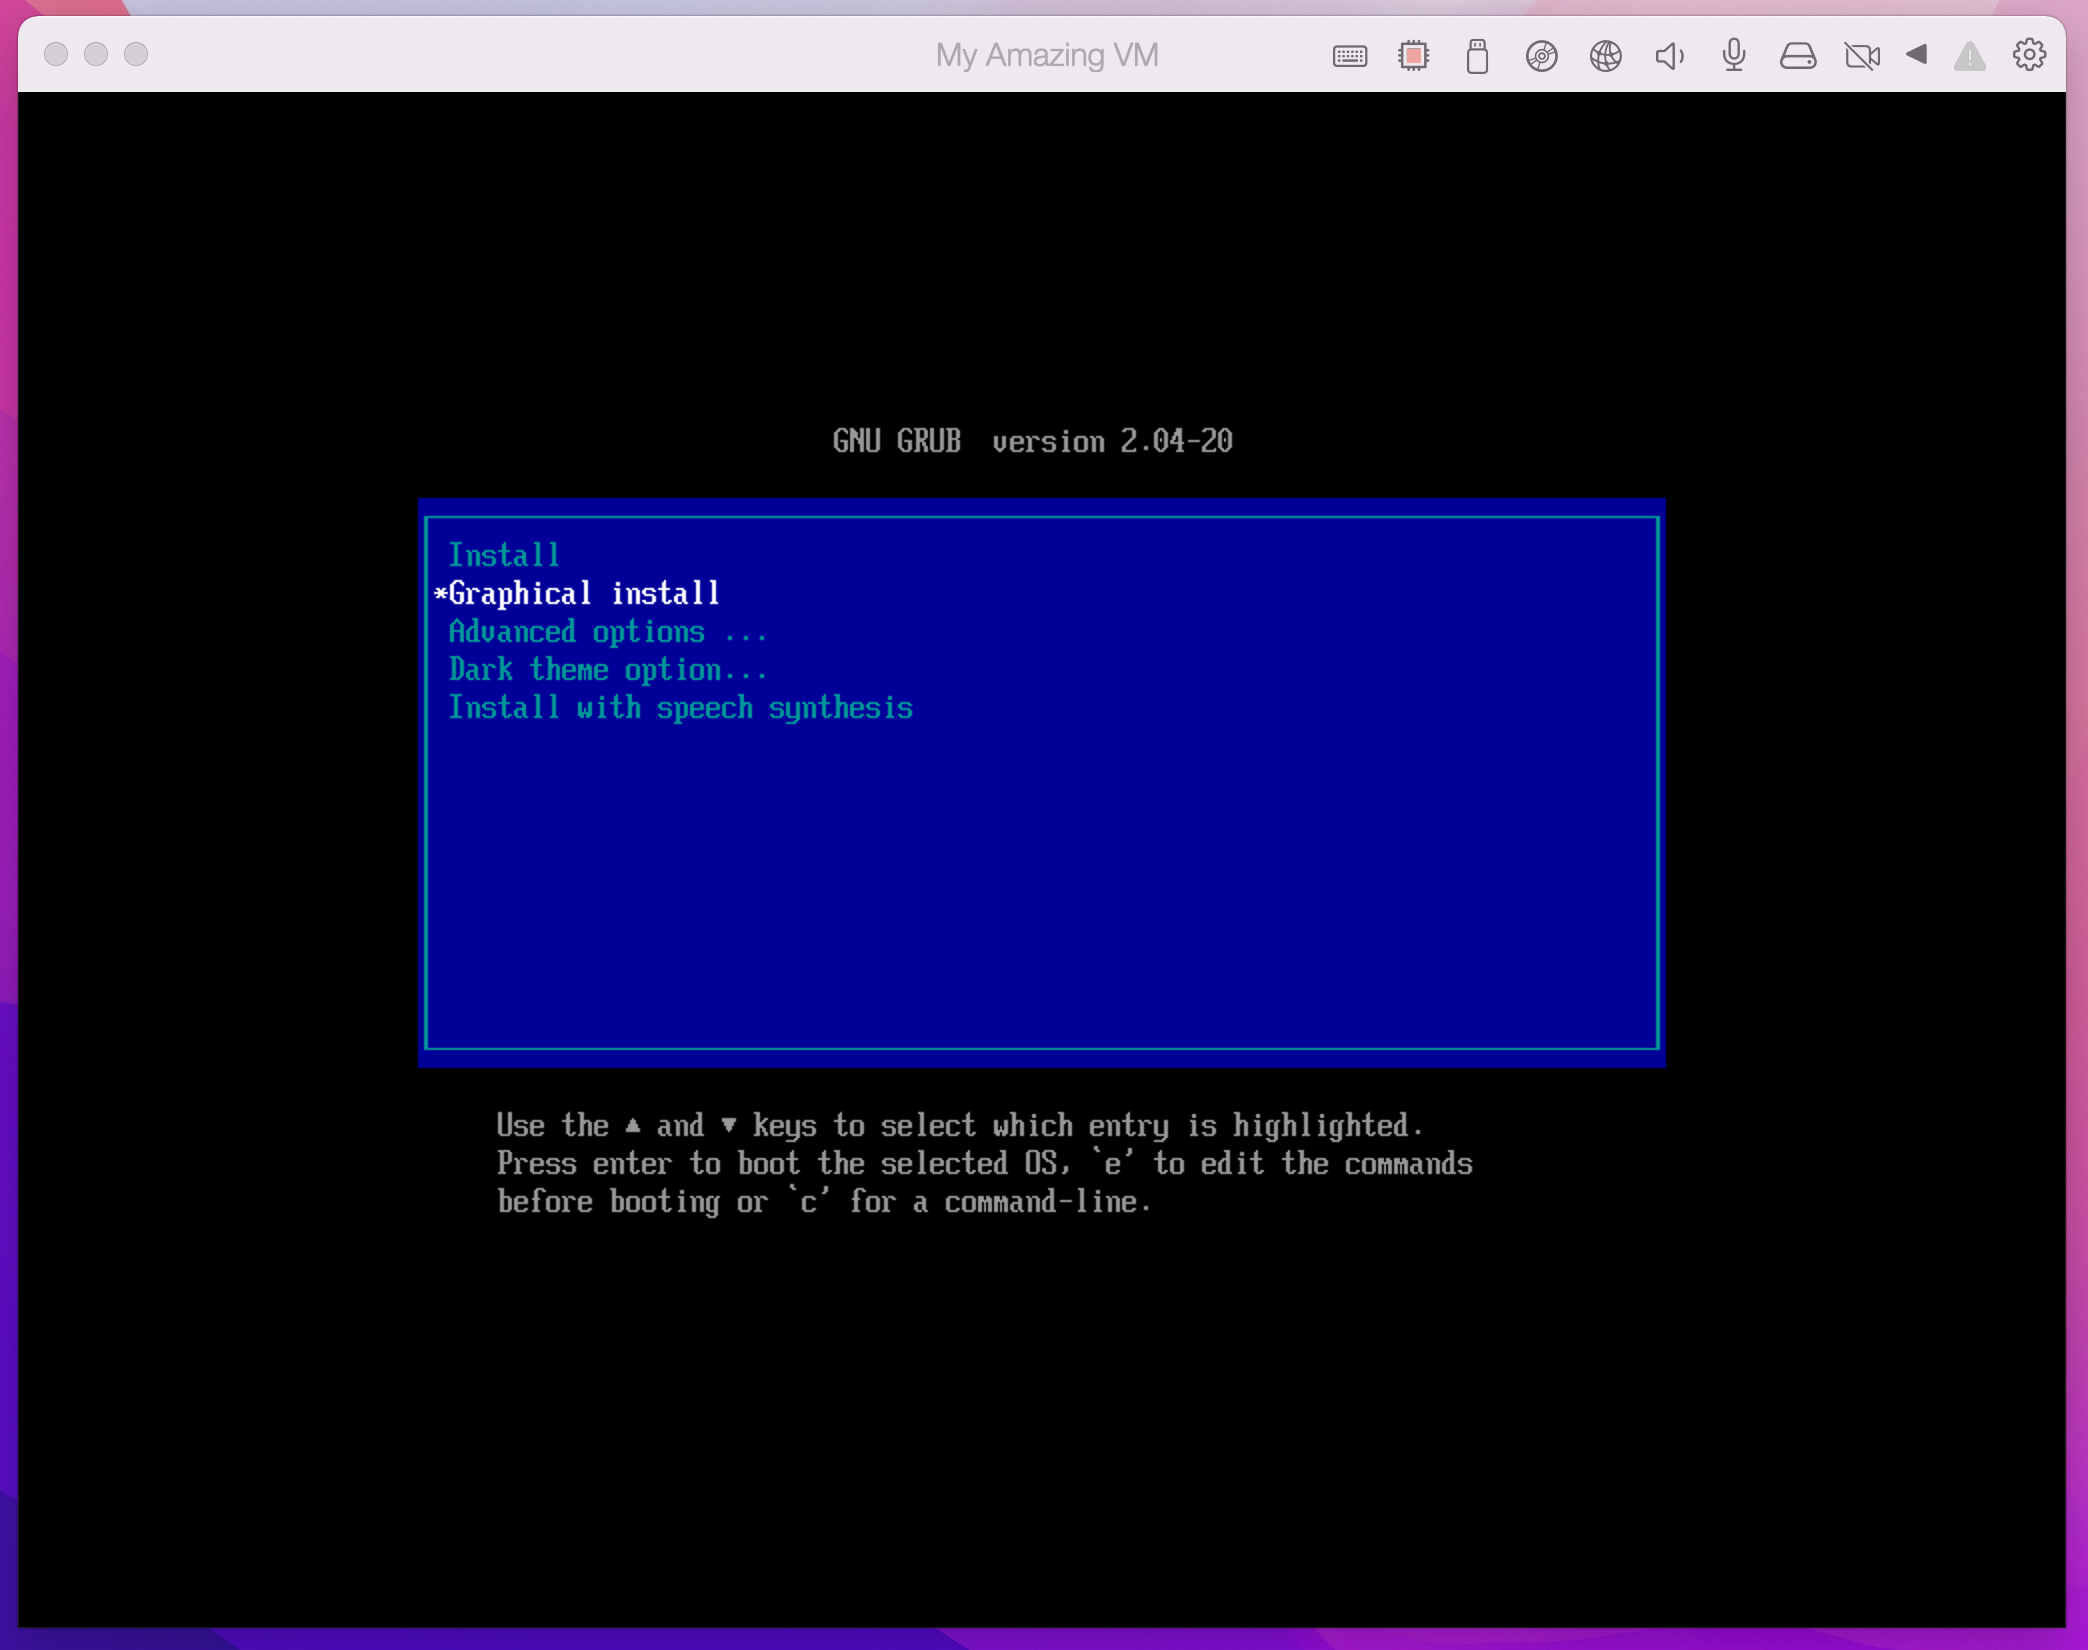 My Amazing VM
GNU GRUB  version 2.04-20
Install
*Graphical install
Advanced options ...
Dark theme option...
Install with speech synthesis
Use the ▲ and ▼ keys to select which entry is highlighted.
Press enter to boot the selected OS, `e' to edit the commands
before booting or `c' for a command-line.